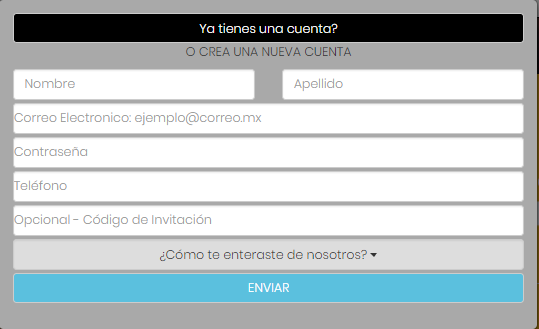 Ya tienes una cuenta?
O CREA UNA NUEVA CUENTA
Nombre Apellido
Correo Electronico: ejemplo@correo.mx
Contraseña
Teléfono
Opcional - Código de Invitación
¿Cómo te enteraste de nosotros?
ENVIAR